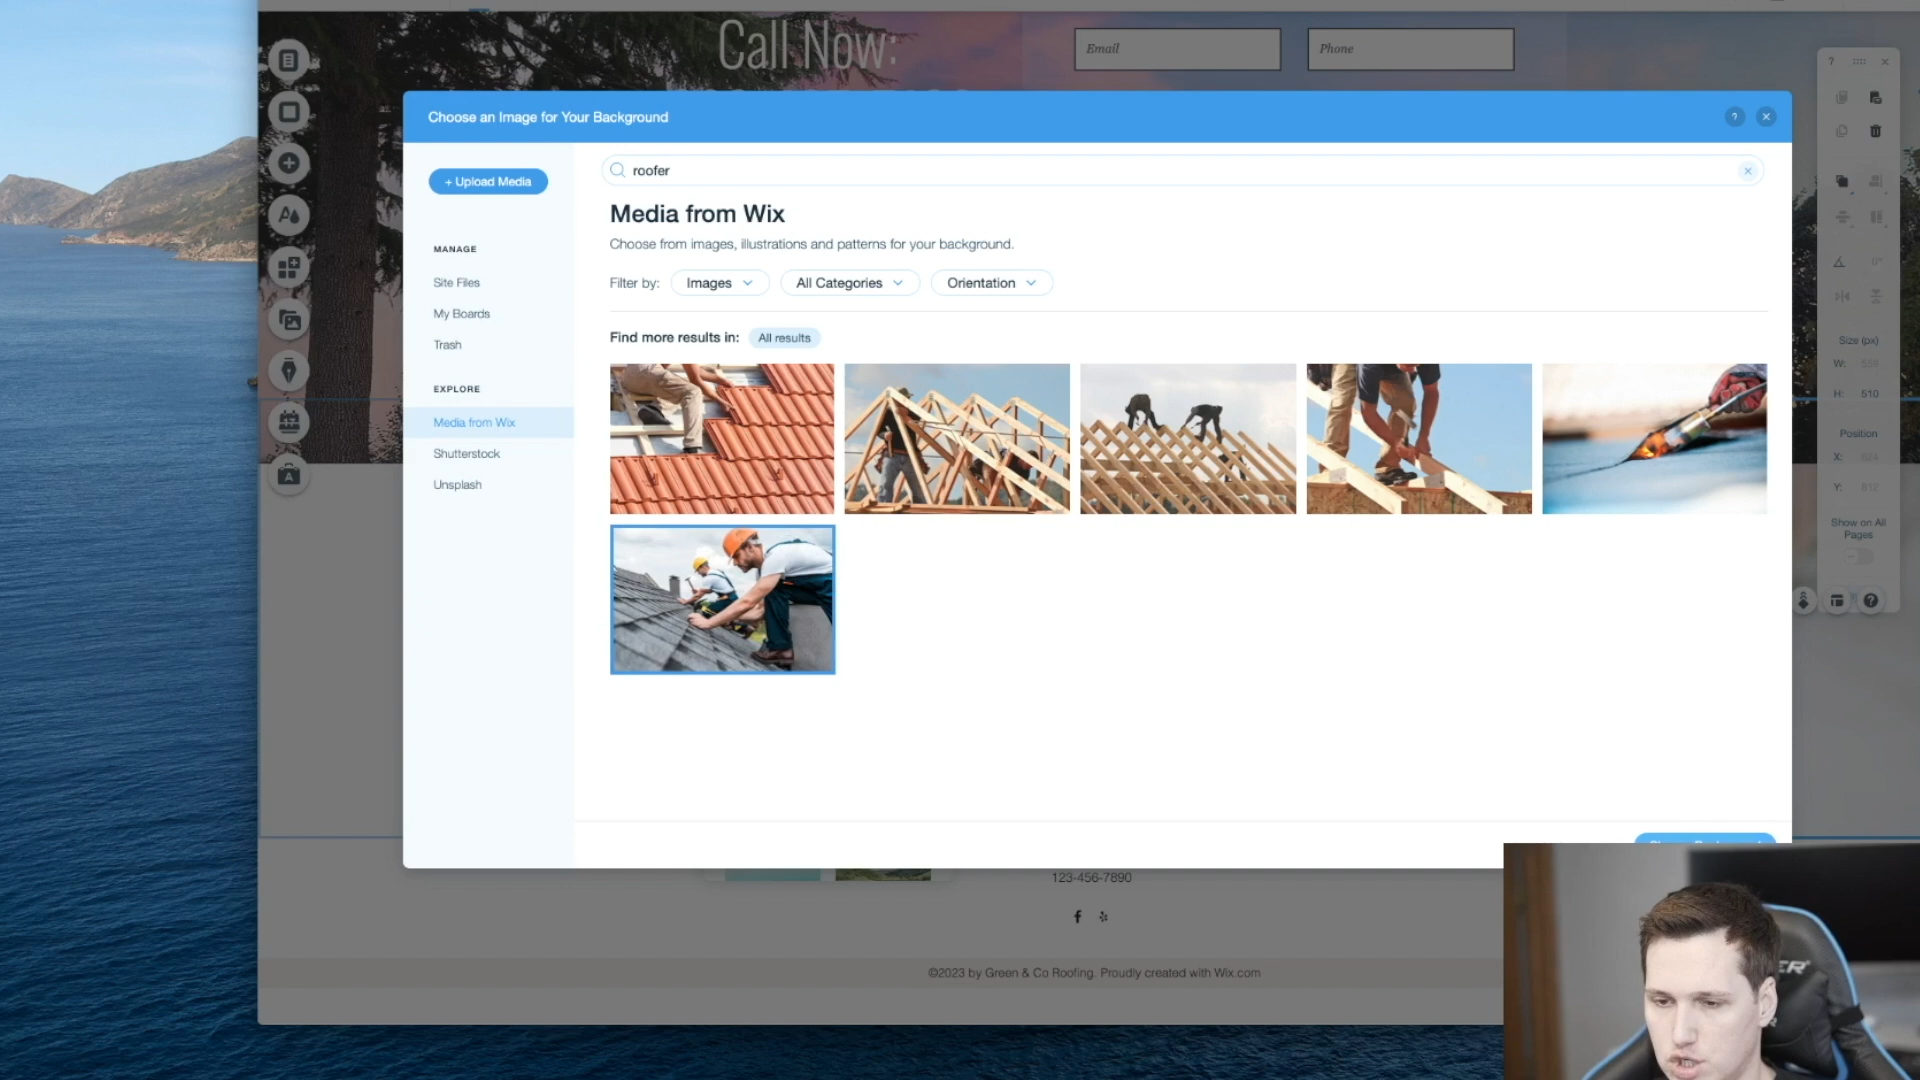 Call Now:
Email
Phone
Choose an Image for Your Background
?
+ Upload Media
roofer
Media from Wix
Choose from images, illustrations and patterns for your background.
MANAGE
Site Files
My Boards
Trash
EXPLORE
Media from Wix
Shutterstock
Unsplash
Filter by:
Images
All Categories
Orientation
Find more results in:
All results
?
Size (px)
W: 559
H: 510
Position
X: 624
Y: 812
Show on All
Pages
123-456-7890
©2023 by Green & Co Roofing. Proudly created with Wix.com